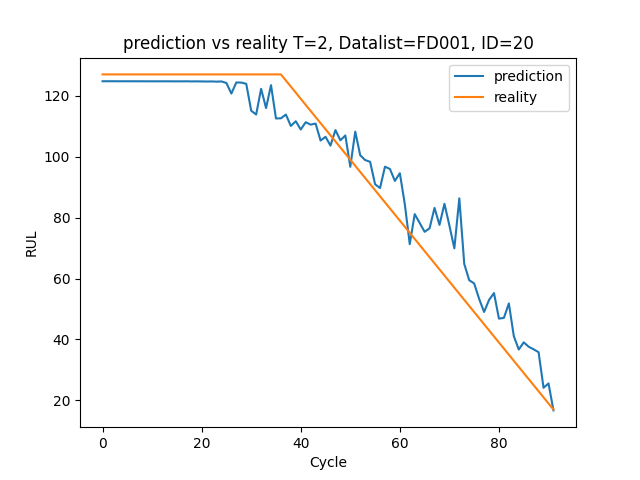 prediction vs reality T=2, Datalist=FD001, ID=20
prediction
reality
120
100
80
60
40
20
RUL
0 20 40 60 80
Cycle